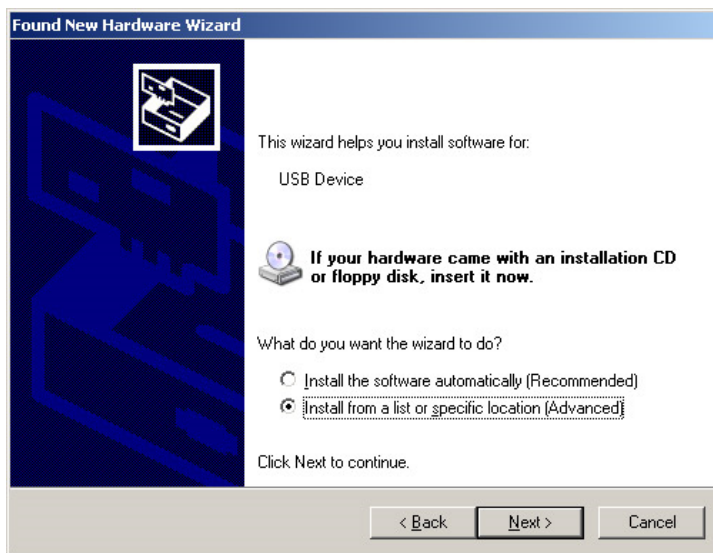 Found New Hardware Wizard
This wizard helps you install software for:
USB Device
If your hardware came with an installation CD
or floppy disk, insert it now.
What do you want the wizard to do?
Install the software automatically (Recommended)
Install from a list or specific location (Advanced)
Click Next to continue.
< Back
Next >
Cancel